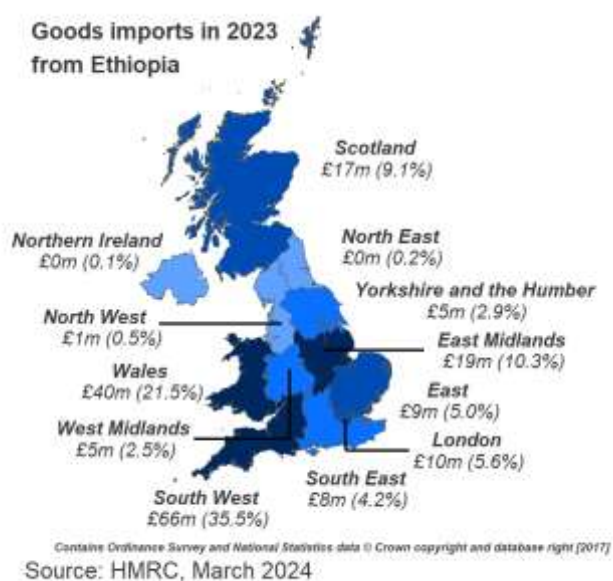 Goods imports in 2023
from Ethiopia
Scotland
£17m (9.1%)
Northern Ireland
£0m (0.1%)
North East
£0m (0.2%)
Yorkshire and the Humber
£5m (2.9%)
North West
£1m (0.5%)
East Midlands
£19m (10.3%)
Wales
£40m (21.5%)
East
£9m (5.0%)
West Midlands
£5m (2.5%)
London
£10m (5.6%)
South East
£8m (4.2%)
South West
£66m (35.5%)
Contains Ordinance Survey and National Statistics data © Crown copyright and database right [2017]
Source: HMRC, March 2024